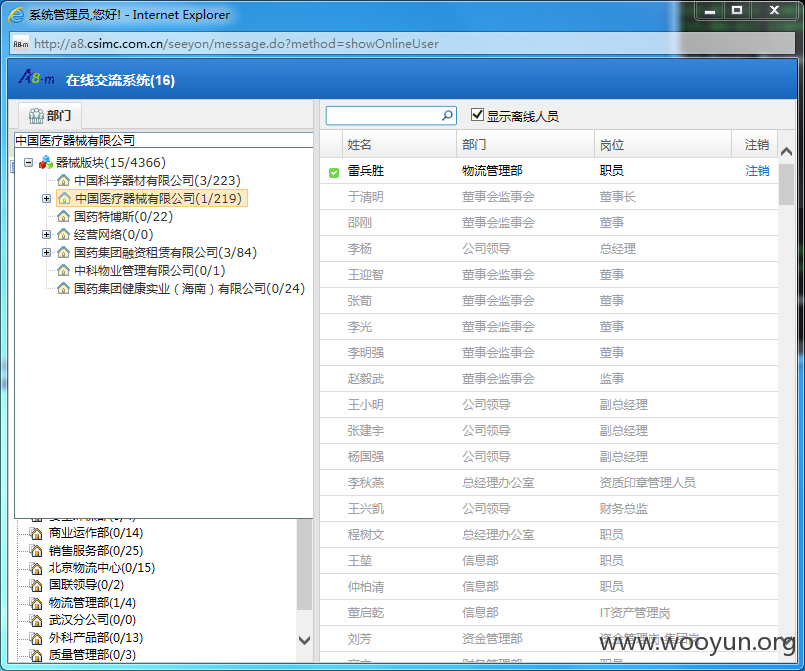 系统管理员,您好! - Internet Explorer
A8-m http://a8.csimc.com.cn/seeyon/message.do?method=showOnlineUser
A8-m 在线交流系统(16)
部门
显示离线人员
中国医疗器械有限公司
器械版块(15/4366)
中国科学器材有限公司(3/223)
中国医疗器械有限公司(1/219)
国药特博斯(0/22)
经营网络(0/0)
国药集团融资租赁有限公司(3/84)
中科物业管理有限公司(0/1)
国药集团健康实业（海南）有限公司(0/24)
商业运作部(0/14)
销售服务部(0/25)
北京物流中心(0/15)
国联领导(0/2)
物流管理部(1/4)
武汉分公司(0/0)
外科产品部(0/13)
质量管理部(0/3)
姓名 部门 岗位 注销
雷兵胜 物流管理部 职员 注销
于清明 董事会监事会 董事长
邵刚 董事会监事会 董事
李杨 公司领导 总经理
王迎智 董事会监事会 董事
张蓟 董事会监事会 董事
李光 董事会监事会 董事
李明强 董事会监事会 董事
赵毅武 董事会监事会 监事
王小明 公司领导 副总经理
张建宇 公司领导 副总经理
杨国强 公司领导 副总经理
李秋燕 总经理办公室 资质印章管理人员
王兴凯 公司领导 财务总监
程树文 总经理办公室 职员
王堃 信息部 职员
仲柏清 信息部 职员
董启乾 信息部 IT资产管理岗
刘芳 资金管理部
www.wooyun.org